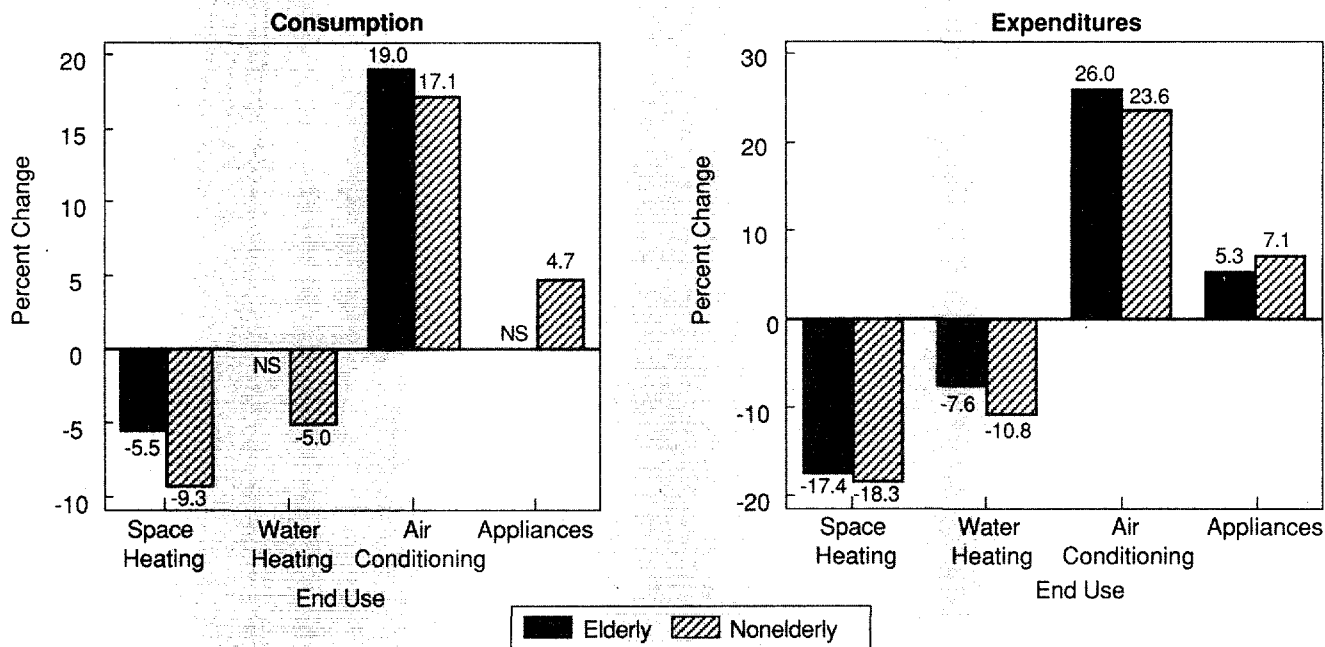 Consumption
Percent Change
20
15
10
5
0
-5
-10
19.0
17.1
4.7
NS
NS
-5.5
-9.3
-5.0
Space Heating
Water Heating
Air Conditioning
Appliances
End Use
Expenditures
Percent Change
30
20
10
0
-10
-20
26.0
23.6
5.3
7.1
-7.6
-10.8
-17.4
-18.3
Space Heating
Water Heating
Air Conditioning
Appliances
End Use
Elderly
Nonelderly